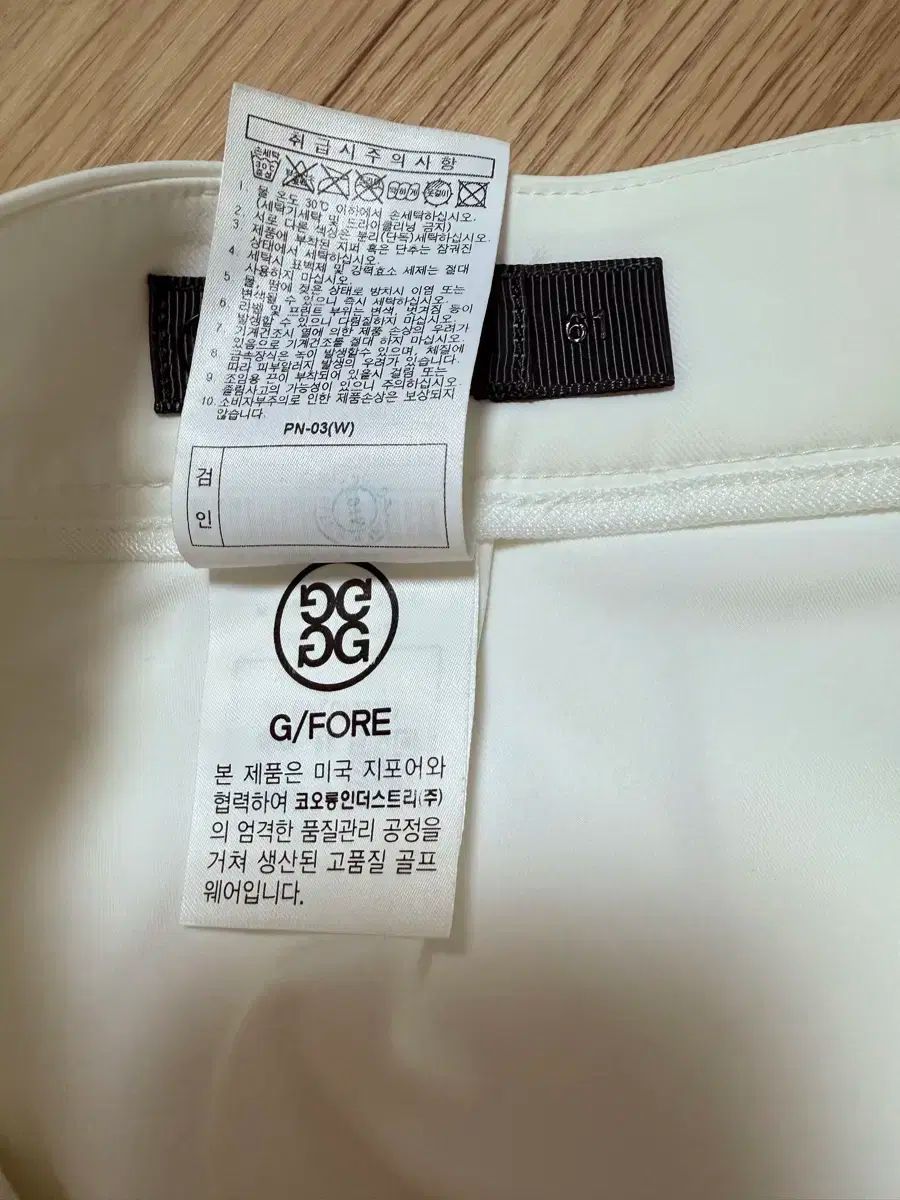 취급시주의사항
손세탁
30℃
중성
약하게
옷걸이
1. 물 온도 30℃ 이하에서 손세탁하십시오.
(세탁기세탁 및 드라이클리닝 금지)
2. 서로 다른 색상은 분리(단독)세탁하십시오.
3. 제품에 부착된 지퍼 혹은 단추는 잠궈진
상태에서 세탁하십시오.
4. 세탁시 표백제 및 강력효소 세제는 절대
사용하지 마십시오.
5. 물, 땀에 젖은 상태로 방치시 이염 또는
변색될 수 있으니 즉시 세탁하십시오.
6. 라벨 및 프린트 부위는 변색, 벗겨짐 등이
발생할 수 있으니 다림질하지 마십시오.
7. 기계건조시 열에 의한 제품 손상의 우려가
있음으로 기계건조를 절대 하지 마십시오.
8. 금속장식은 녹이 발생할수 있으며, 체질에
따라 피부알러지 발생의 우려가 있습니다.
9. 조임용 끈이 부착되어 있을시 걸림 또는
졸림사고의 가능성이 있으니 주의하십시오.
10. 소비자부주의로 인한 제품손상은 보상되지
않습니다.
PN-03(W)
검
인
61
G/FORE
본 제품은 미국 지포어와
협력하여 코오롱인더스트리(주)
의 엄격한 품질관리 공정을
거쳐 생산된 고품질 골프
웨어입니다.